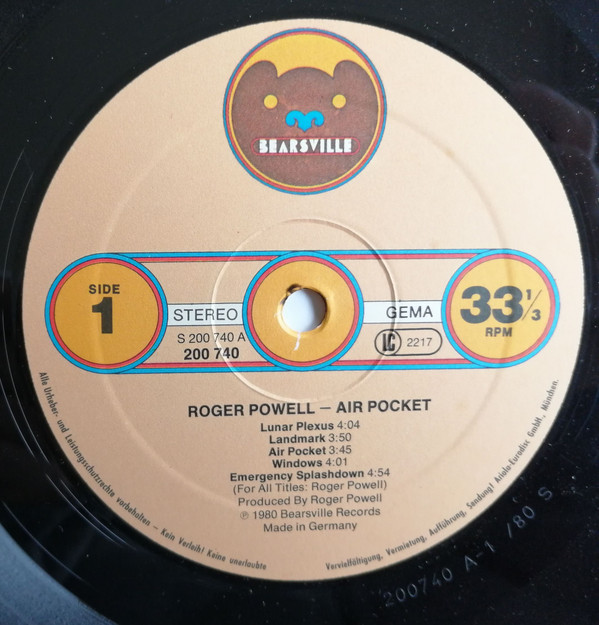 BEARSVILLE
SIDE
1
STEREO
S 200 740 A
200 740
GEMA
LC 2217
33 1/3
RPM
ROGER POWELL – AIR POCKET
Lunar Plexus 4:04
Landmark 3:50
Air Pocket 3:45
Windows 4:01
Emergency Splashdown 4:54
(For All Titles: Roger Powell)
Produced By Roger Powell
℗ 1980 Bearsville Records
Made in Germany
Alle Urheber- und Leistungsschutzrechte vorbehalten – Kein Verleih! Keine unerlaubte Vervielfältigung, Vermietung, Aufführung, Sendung! Ariola-Eurodisc GmbH., München.
200740 A-1 /80 S